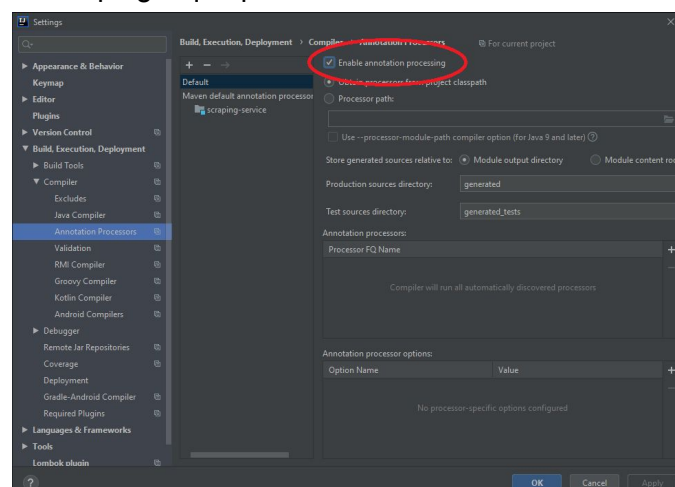 Settings
Build, Execution, Deployment › Compiler › Annotation Processors
For current project
Appearance & Behavior
Keymap
Editor
Plugins
Version Control
Build, Execution, Deployment
Build Tools
Compiler
Excludes
Java Compiler
Annotation Processors
Validation
RMI Compiler
Groovy Compiler
Kotlin Compiler
Android Compilers
Debugger
Remote Jar Repositories
Coverage
Deployment
Gradle-Android Compiler
Required Plugins
Languages & Frameworks
Tools
Lombok plugin
Default
Maven default annotation processor
scraping-service
Enable annotation processing
Obtain processors from project classpath
Processor path:
Use --processor-module-path compiler option (for Java 9 and later)
Store generated sources relative to: Module output directory Module content
Production sources directory: generated
Test sources directory: generated_tests
Annotation processors:
Processor FQ Name
Compiler will run all automatically discovered processors
Annotation processor options:
Option Name Value
No processor-specific options configured
? OK Cancel Apply